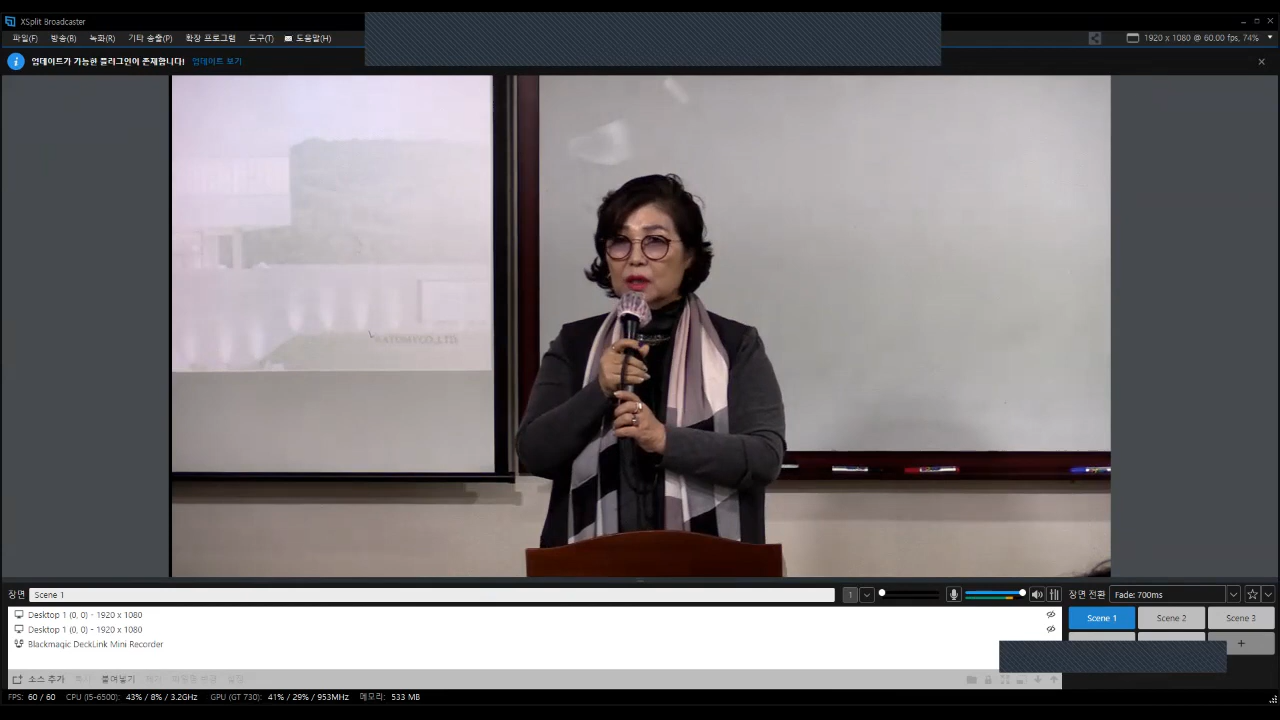 XSplit Broadcaster
파일(F) 방송(B) 녹화(R) 기타 송출(P) 확장 프로그램 도구(T) 도움말(H)
1920 x 1080 @ 60.00 fps, 74%
업데이트가 가능한 플러그인이 존재합니다! 업데이트 보기
CO.,LTD
장면 Scene 1
1
장면 전환 Fade: 700ms
Desktop 1 (0, 0) - 1920 x 1080
Desktop 1 (0, 0) - 1920 x 1080
Blackmagic DeckLink Mini Recorder
Scene 1 Scene 2 Scene 3
+
소스 추가 복사 붙여넣기 제거
FPS: 60 / 60 CPU (I5-6500): 43% / 8% / 3.2GHz GPU (GT 730): 41% / 29% / 953MHz 메모리: 533 MB